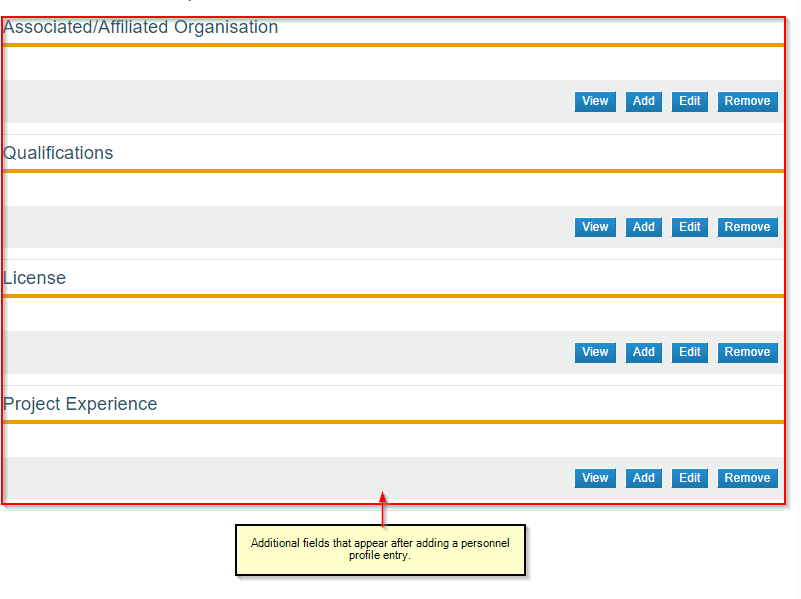 Associated/Affiliated Organisation
View Add Edit Remove
Qualifications
View Add Edit Remove
License
View Add Edit Remove
Project Experience
View Add Edit Remove
Additional fields that appear after adding a personnel
profile entry.